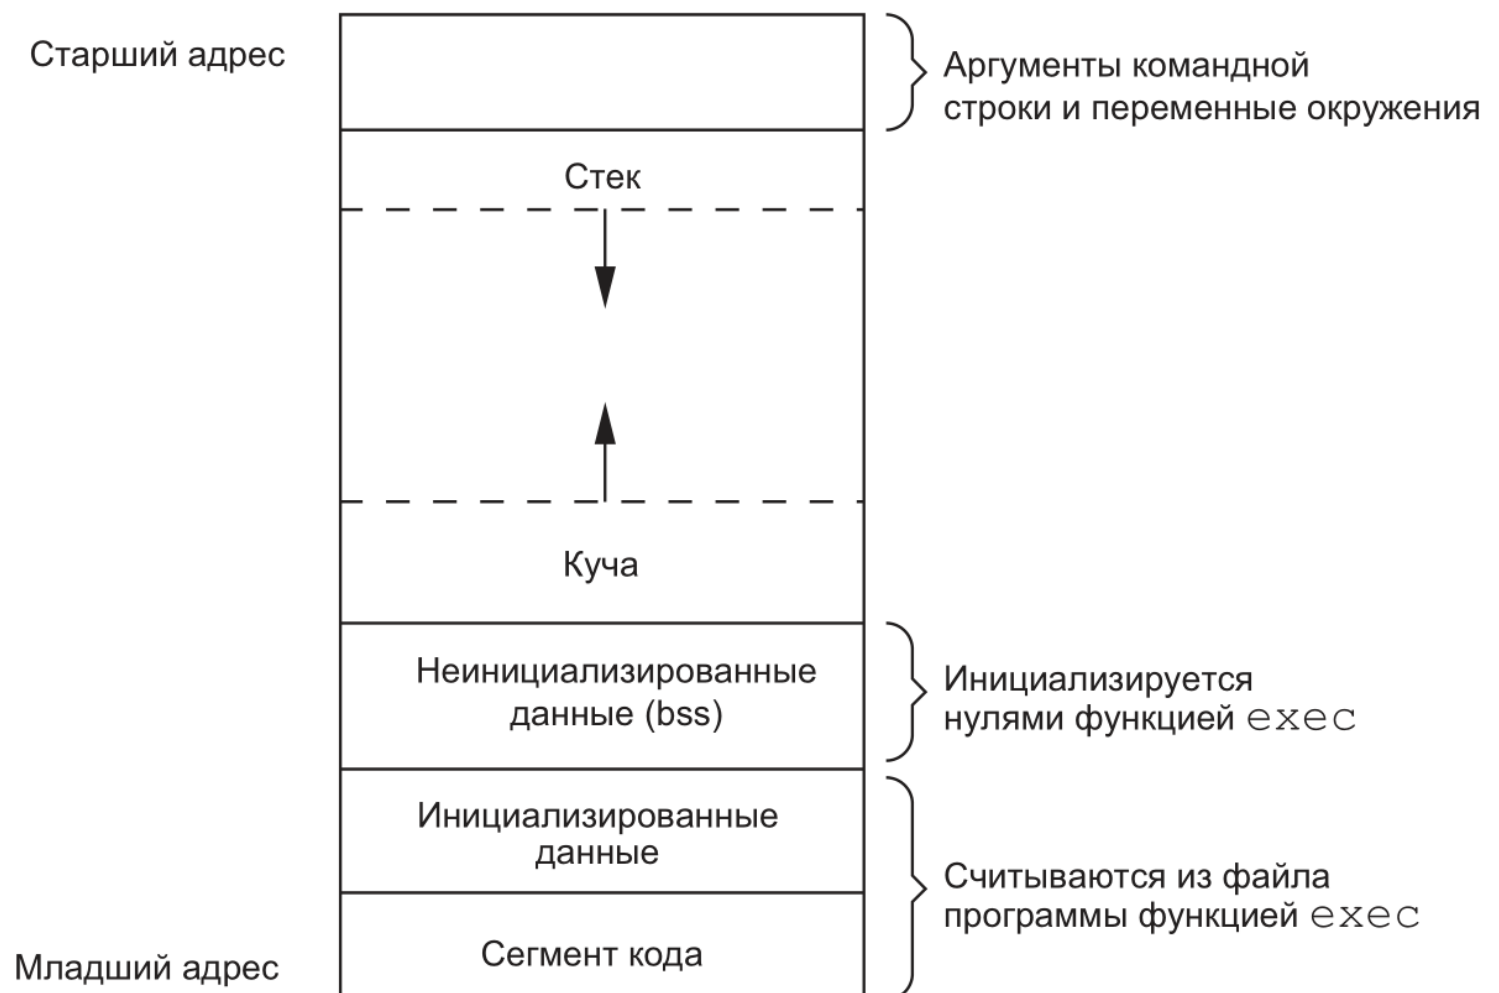 Старший адрес
Аргументы командной
строки и переменные окружения
Стек
Куча
Неинициализированные
данные (bss)
Инициализируется
нулями функцией exec
Инициализированные
данные
Считываются из файла
программы функцией exec
Сегмент кода
Младший адрес